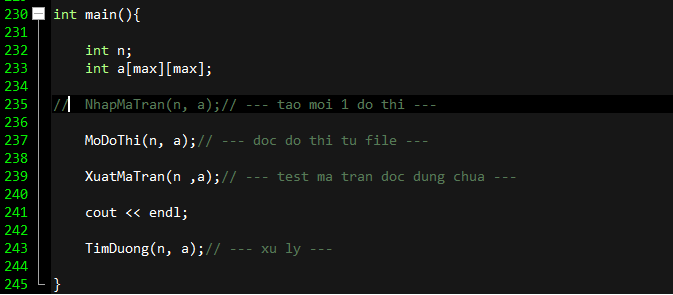 230 int main(){
231
232 int n;
233 int a[max][max];
234
235 // NhapMaTran(n, a);// --- tao moi 1 do thi ---
236
237 MoDoThi(n, a);// --- doc do thi tu file ---
238
239 XuatMaTran(n ,a);// --- test ma tran doc dung chua ---
240
241 cout << endl;
242
243 TimDuong(n, a);// --- xu ly ---
244
245 }